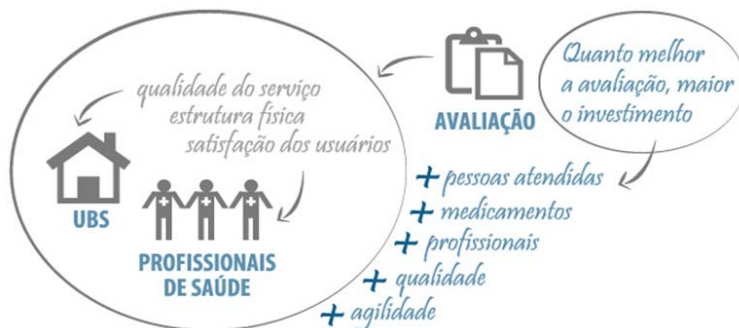 qualidade do serviço
estrutura física
satisfação dos usuários
UBS
PROFISSIONAIS
DE SAÚDE
AVALIAÇÃO
Quanto melhor
a avaliação, maior
o investimento
+ pessoas atendidas
+ medicamentos
+ profissionais
+ qualidade
+ agilidade